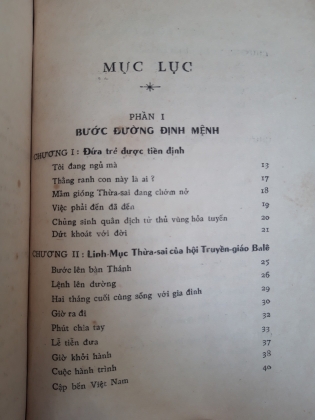 MỤC LỤC
PHẦN I
BƯỚC ĐƯỜNG ĐỊNH MỆNH
CHƯƠNG I : Đứa trẻ được tiền định
Tôi đang ngủ mà 13
Thằng ranh con này là ai ? 17
Mầm giống Thừa-sai đang chớm nở 18
Việc phải đến đã đến 19
Chủng sinh quân dịch tử thủ vùng hỏa tuyến 20
Dứt khoát với đời 21
CHƯƠNG II : Linh-Mục Thừa-sai của hội Truyền-giáo Balê
Bước lên bàn Thánh 25
Lệnh lên đường 26
Hai tháng cuối cùng sống với gia đình 29
Giờ ra đi 30
Phút chia tay 32
Lễ tiễn đưa 33
Giờ khởi hành 37
Cuộc hành trình 38
Cập bến Việt Nam 40